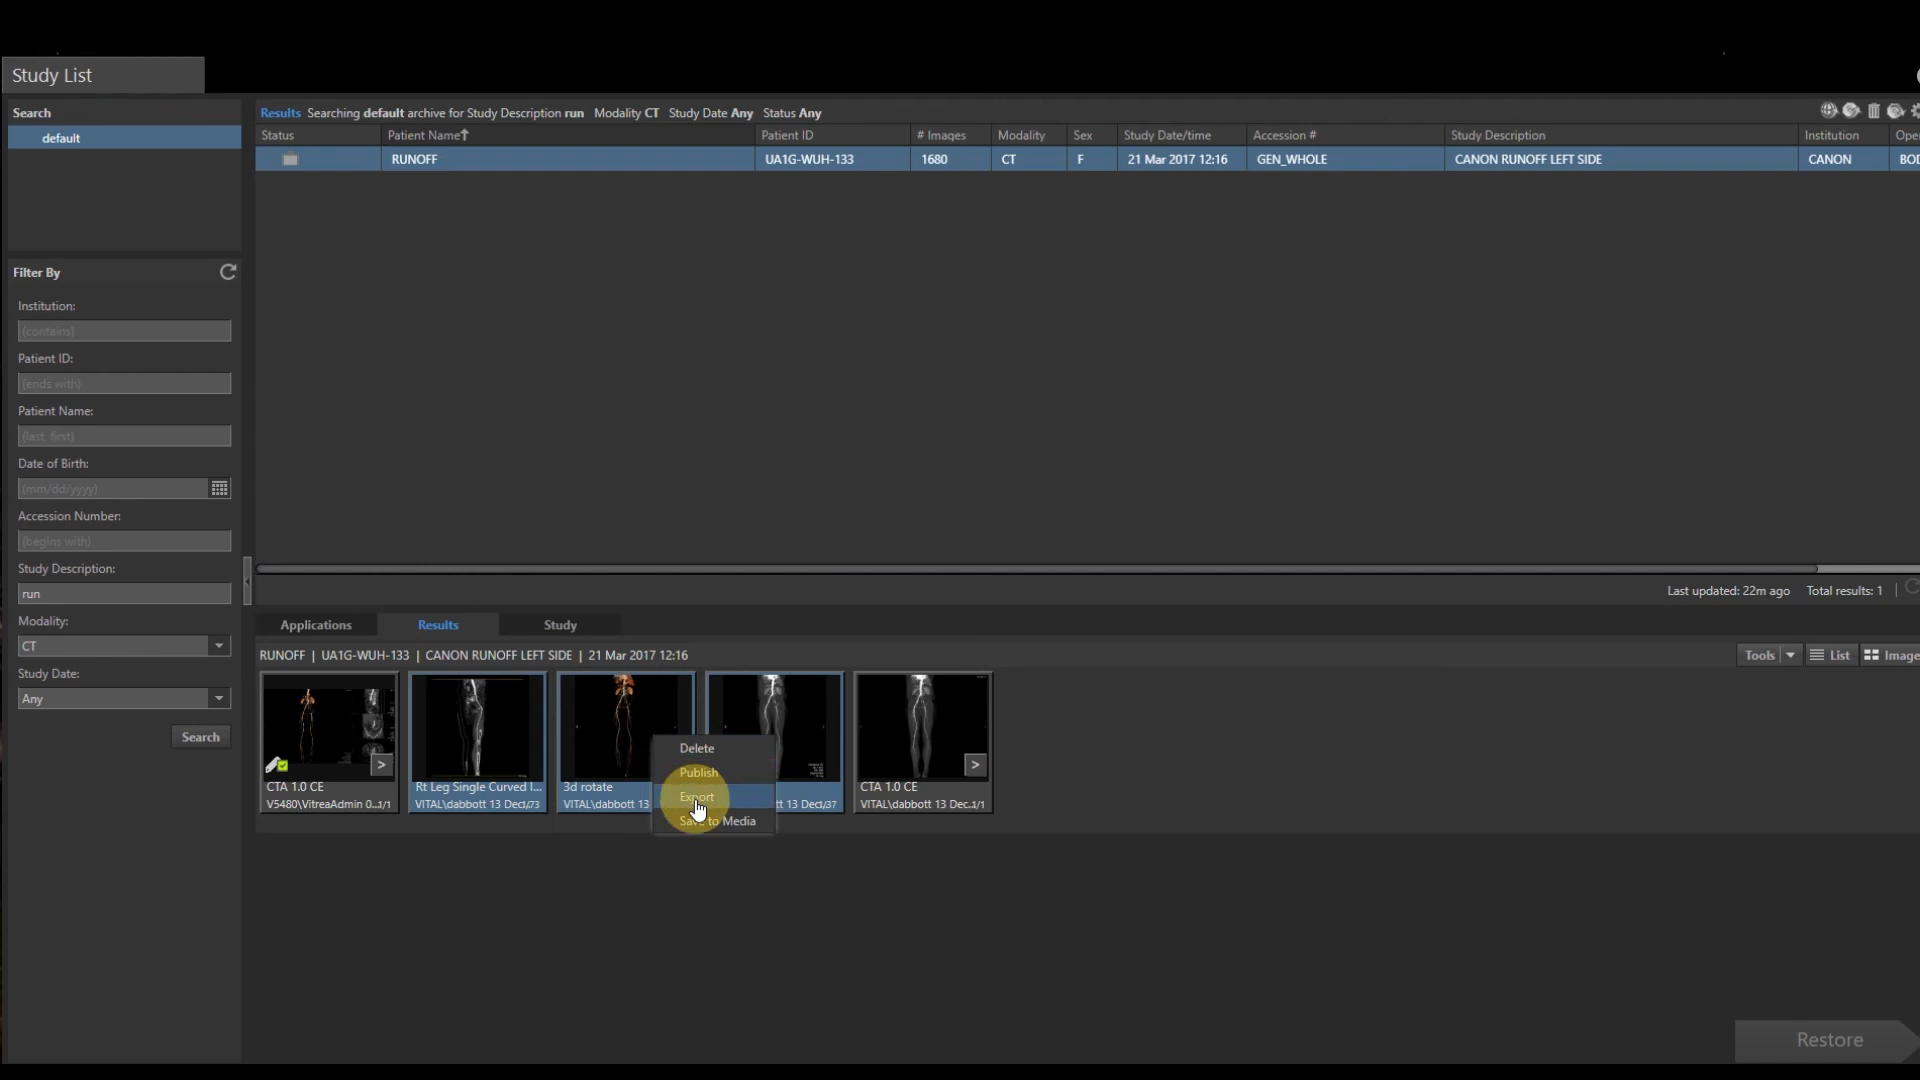 Study List
Search
default
Results Searching default archive for Study Description run Modality CT Study Date Any Status Any
Status Patient Name Patient ID # Images Modality Sex Study Date/time Accession # Study Description Institution
RUNOFF UA1G-WUH-133 1680 CT F 21 Mar 2017 12:16 GEN_WHOLE CANON RUNOFF LEFT SIDE CANON
Filter By
Institution:
(contains)
Patient ID:
(ends with)
Patient Name:
(last, first)
Date of Birth:
(mm/dd/yyyy)
Accession Number:
(begins with)
Study Description:
run
Modality:
CT
Study Date:
Any
Search
Last updated: 22m ago Total results: 1
Applications Results Study
RUNOFF | UA1G-WUH-133 | CANON RUNOFF LEFT SIDE | 21 Mar 2017 12:16
Tools List Image
CTA 1.0 CE
V5480\VitreaAdmin 0...1/1
Rt Leg Single Curved I...
VITAL\dabbott 13 Dec1/73
3d rotate
VITAL\dabbott 13
tt 13 Dec1/37
CTA 1.0 CE
VITAL\dabbott 13 Dec...1/1
Delete
Publish
Export
Save to Media
Restore